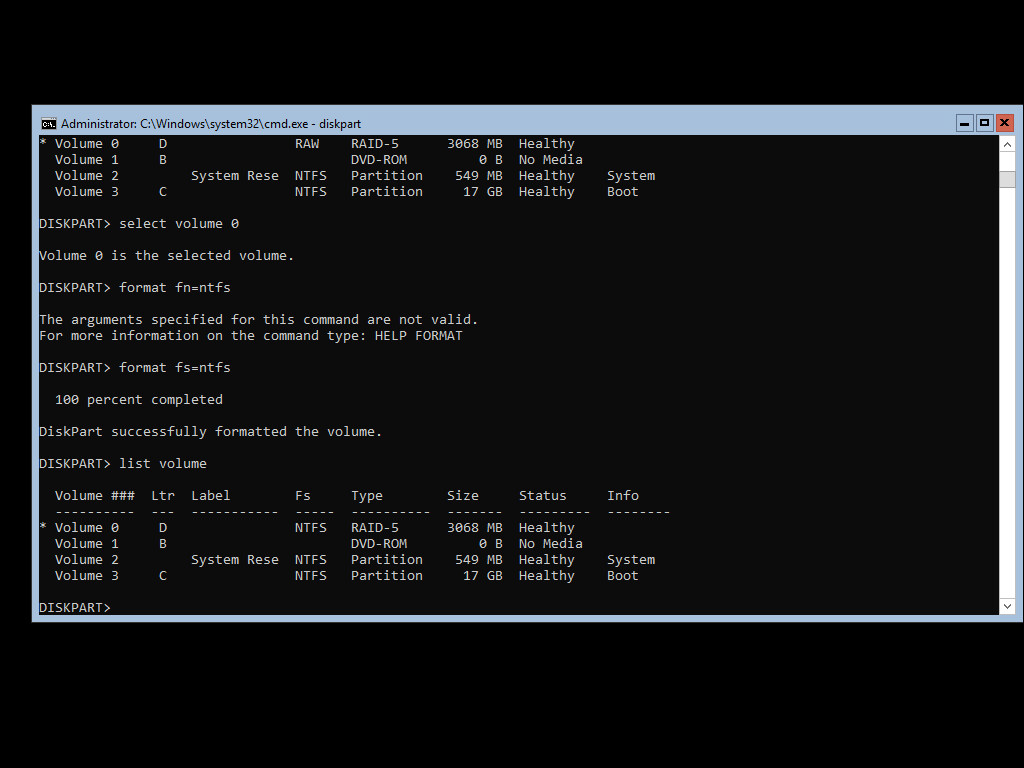 Administrator: C:\Windows\system32\cmd.exe - diskpart
* Volume 0     D                RAW    RAID-5      3068 MB  Healthy
  Volume 1     B                       DVD-ROM        0 B  No Media
  Volume 2         System Rese  NTFS   Partition    549 MB  Healthy    System
  Volume 3     C                NTFS   Partition     17 GB  Healthy    Boot
DISKPART> select volume 0
Volume 0 is the selected volume.
DISKPART> format fn=ntfs
The arguments specified for this command are not valid.
For more information on the command type: HELP FORMAT
DISKPART> format fs=ntfs
  100 percent completed
DiskPart successfully formatted the volume.
DISKPART> list volume
  Volume ###  Ltr  Label        Fs     Type        Size     Status     Info
  ----------  ---  -----------  -----  ----------  -------  ---------  --------
* Volume 0     D                NTFS   RAID-5      3068 MB  Healthy
  Volume 1     B                       DVD-ROM        0 B  No Media
  Volume 2         System Rese  NTFS   Partition    549 MB  Healthy    System
  Volume 3     C                NTFS   Partition     17 GB  Healthy    Boot
DISKPART>